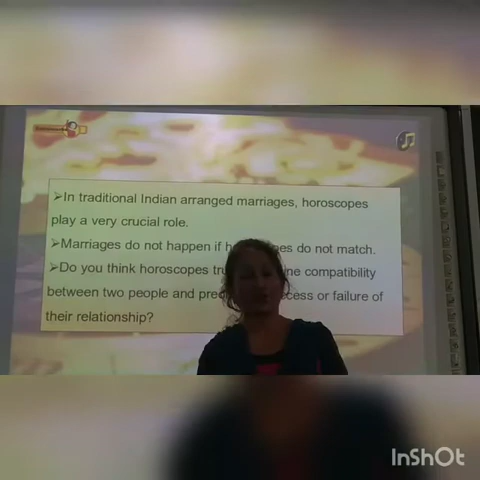 ➢In traditional Indian arranged marriages, horoscopes
play a very crucial role.
➢Marriages do not happen if do not match.
➢Do you think horoscopes compatibility
between two people and or failure of
their relationship?
InShOt